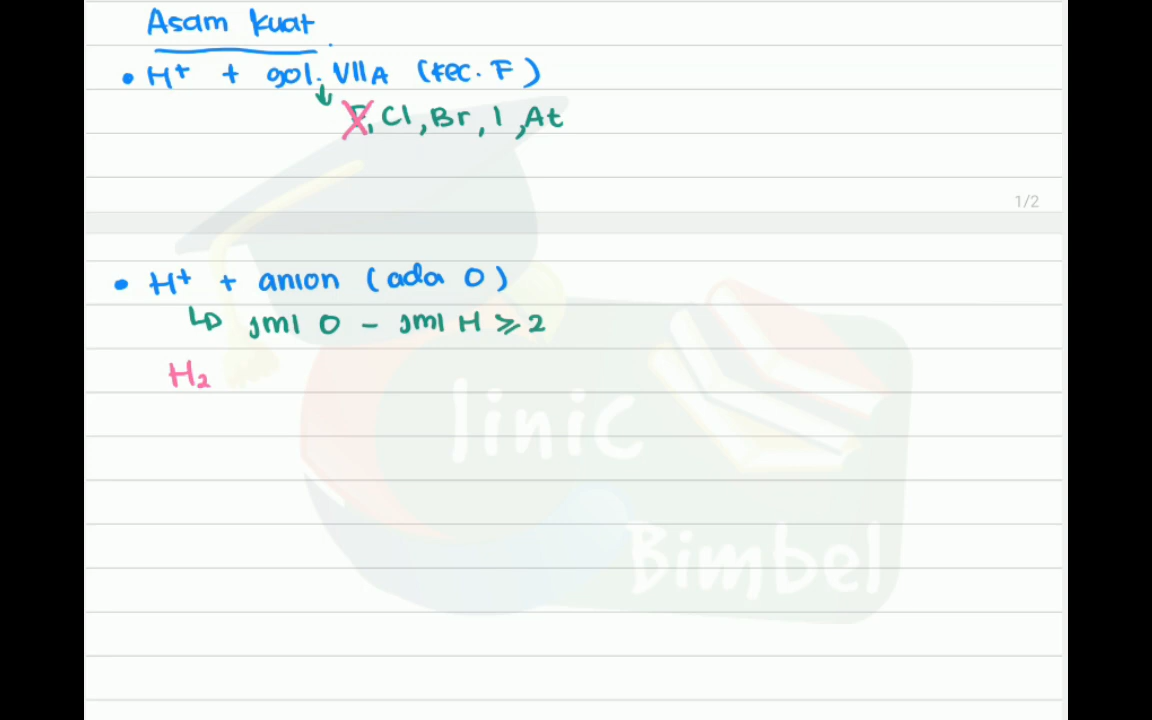 Asam kuat
• H⁺ + gol. VIIA (kec. F)
↓
F, Cl, Br, I, At
1/2
• H⁺ + anion (ada O)
↳ jml O - jml H ⩾ 2
H₂
linic
Bimbel